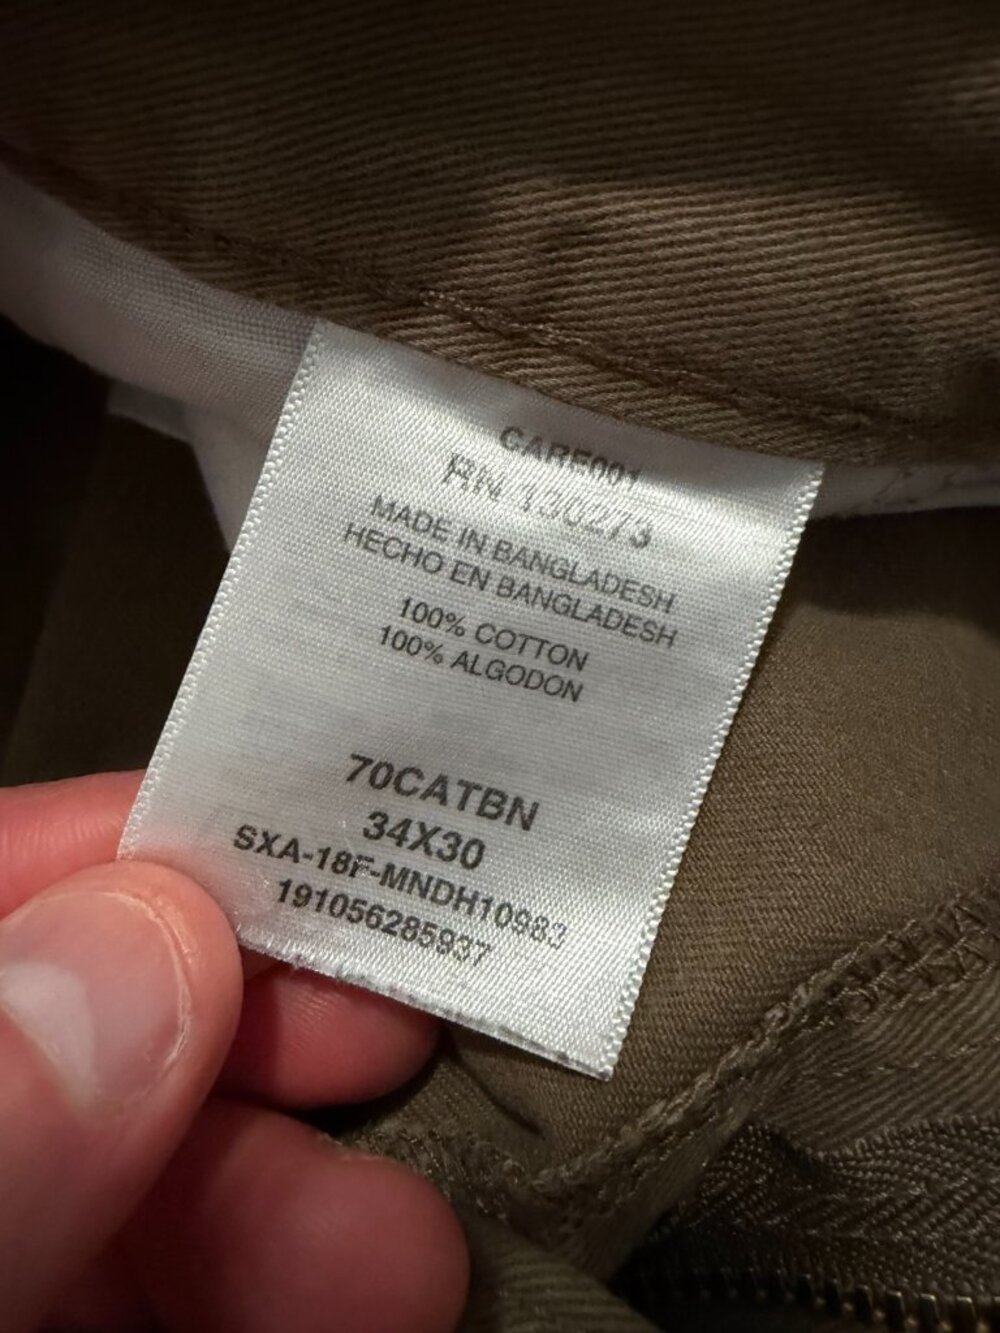 CARE001
RN 130273
MADE IN BANGLADESH
HECHO EN BANGLADESH
100% COTTON
100% ALGODON
70CATBN
34X30
SXA-18F-MNDH10983
191056285937